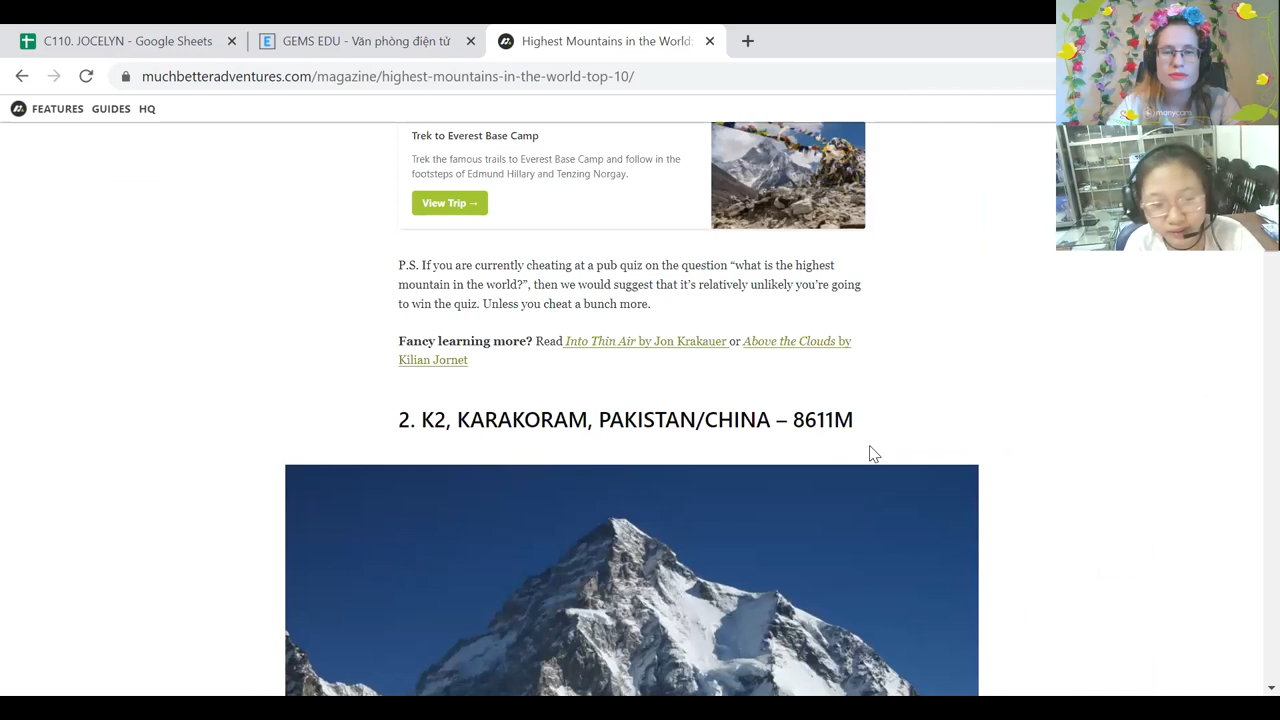 C110. JOCELYN - Google Sheets
GEMS EDU - Văn phòng điện tử
Highest Mountains in the World:
muchbetteradventures.com/magazine/highest-mountains-in-the-world-top-10/
FEATURES GUIDES HQ
Trek to Everest Base Camp
Trek the famous trails to Everest Base Camp and follow in the
footsteps of Edmund Hillary and Tenzing Norgay.
View Trip →
P.S. If you are currently cheating at a pub quiz on the question “what is the highest
mountain in the world?”, then we would suggest that it’s relatively unlikely you’re going
to win the quiz. Unless you cheat a bunch more.
Fancy learning more? Read Into Thin Air by Jon Krakauer or Above the Clouds by
Kilian Jornet
2. K2, KARAKORAM, PAKISTAN/CHINA – 8611M
manycam